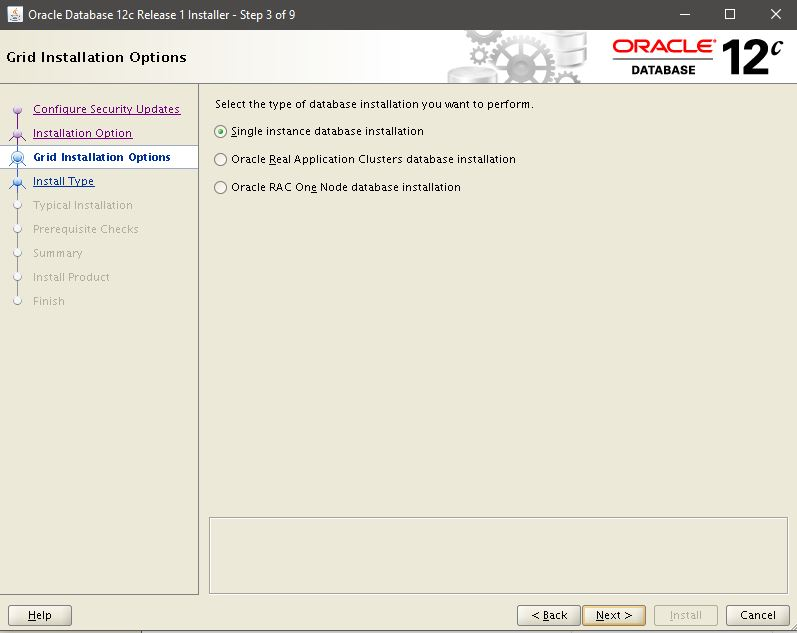 Oracle Database 12c Release 1 Installer - Step 3 of 9
Grid Installation Options
ORACLE®
DATABASE
12c
Configure Security Updates
Installation Option
Grid Installation Options
Install Type
Typical Installation
Prerequisite Checks
Summary
Install Product
Finish
Select the type of database installation you want to perform.
Single instance database installation
Oracle Real Application Clusters database installation
Oracle RAC One Node database installation
Help
< Back
Next >
Install
Cancel